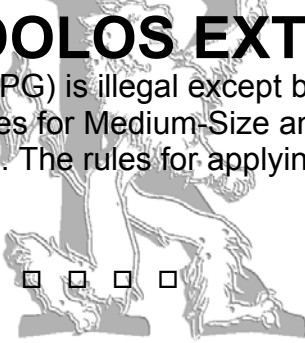 OOLOS EXT
PG) is illegal except b
es for Medium-Size ar
. The rules for applyin
□ □ □ □